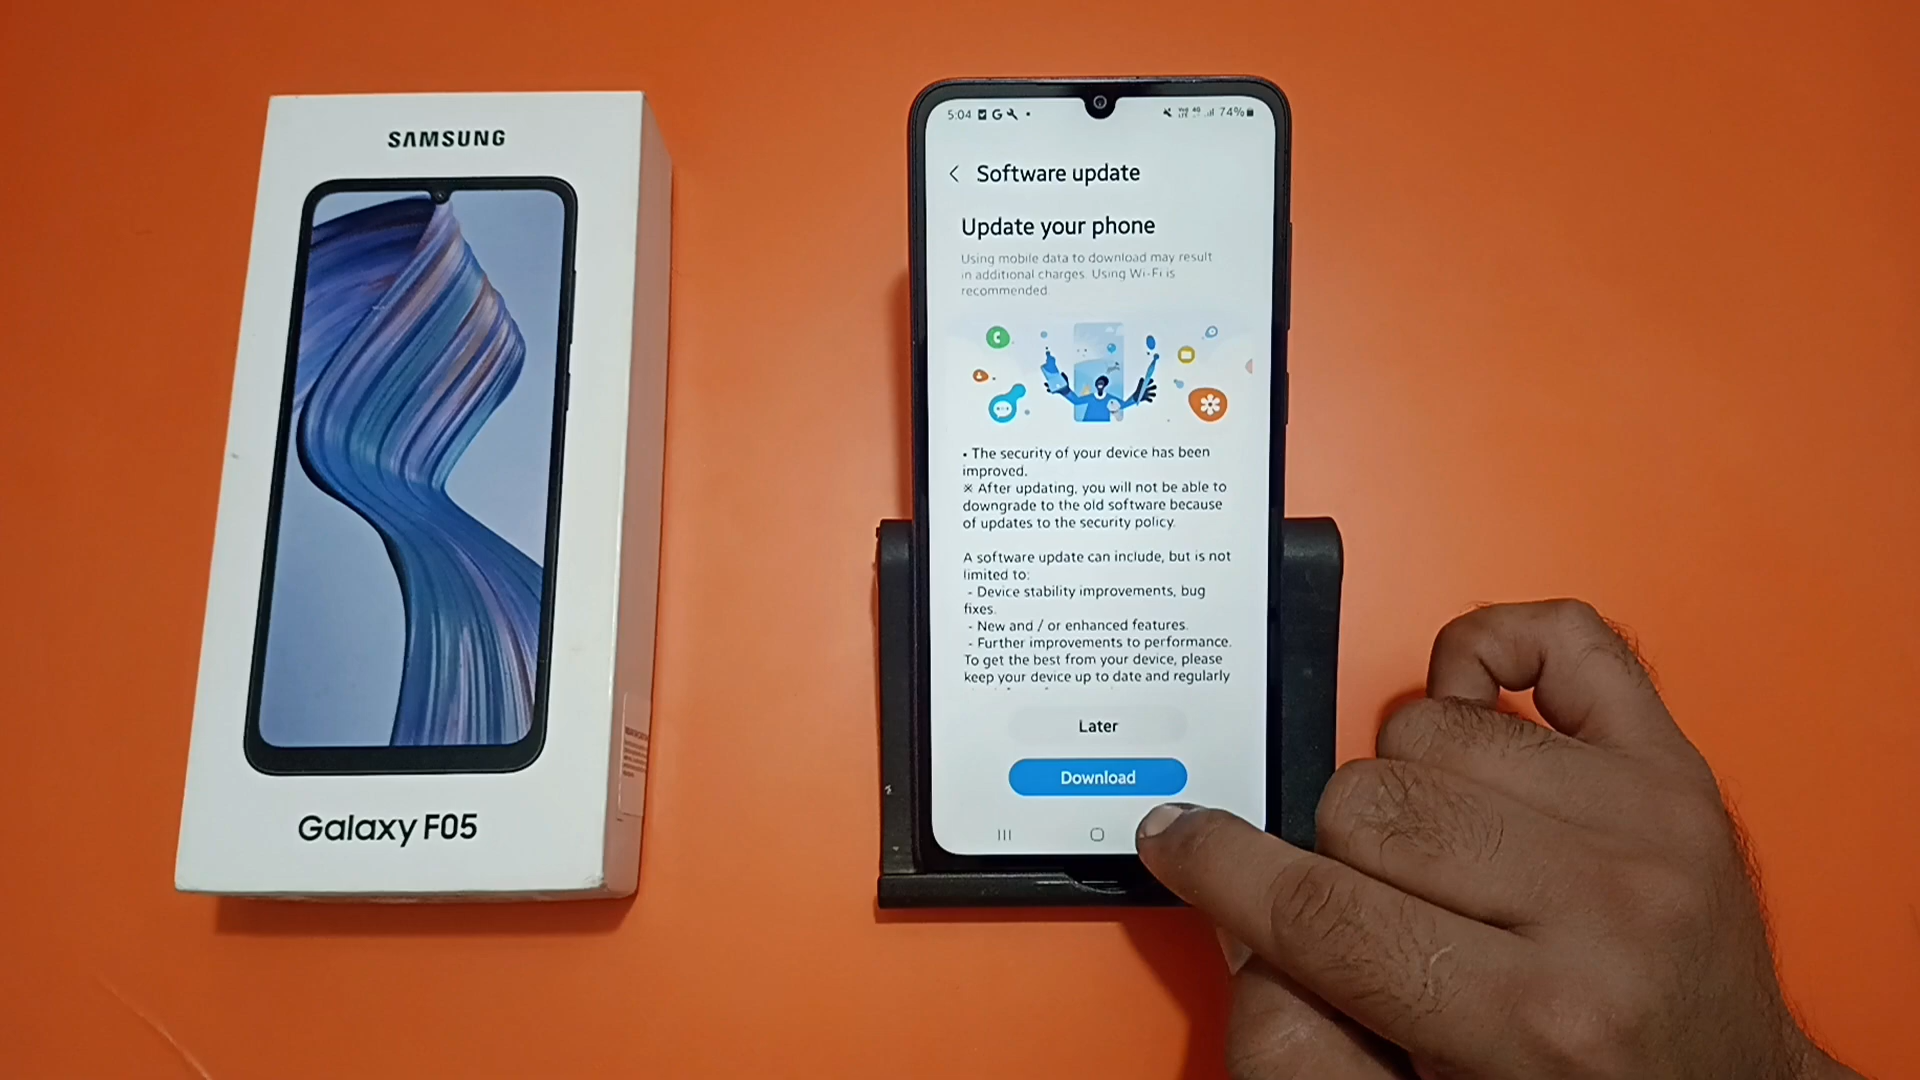 SAMSUNG
Galaxy F05
5:04
74%
Software update
Update your phone
Using mobile data to download may result
in additional charges. Using Wi-Fi is
recommended.
• The security of your device has been
improved.
※ After updating, you will not be able to
downgrade to the old software because
of updates to the security policy.
A software update can include, but is not
limited to:
- Device stability improvements, bug
fixes.
- New and / or enhanced features.
- Further improvements to performance.
To get the best from your device, please
keep your device up to date and regularly
Later
Download